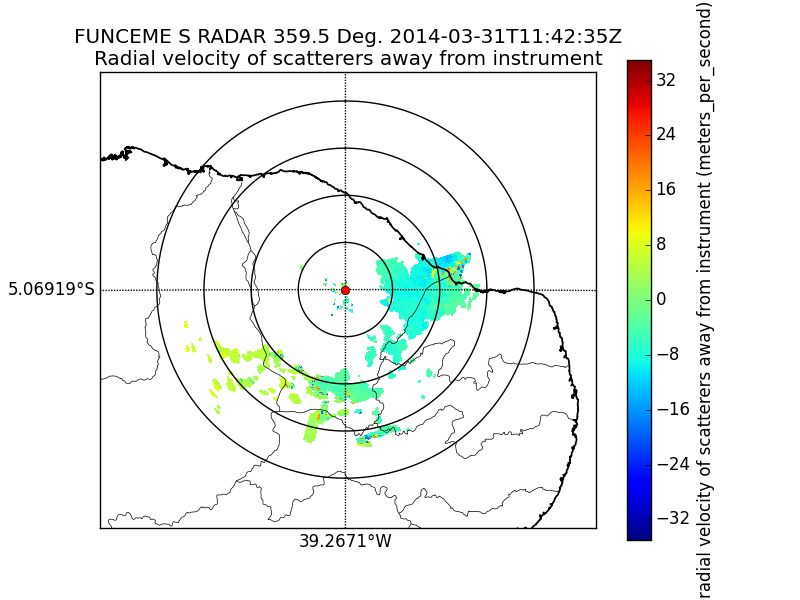 FUNCEME S RADAR 359.5 Deg. 2014-03-31T11:42:35Z
Radial velocity of scatterers away from instrument
5.06919°S
39.2671°W
32
24
16
8
0
−8
−16
−24
−32
radial velocity of scatterers away from instrument (meters_per_second)